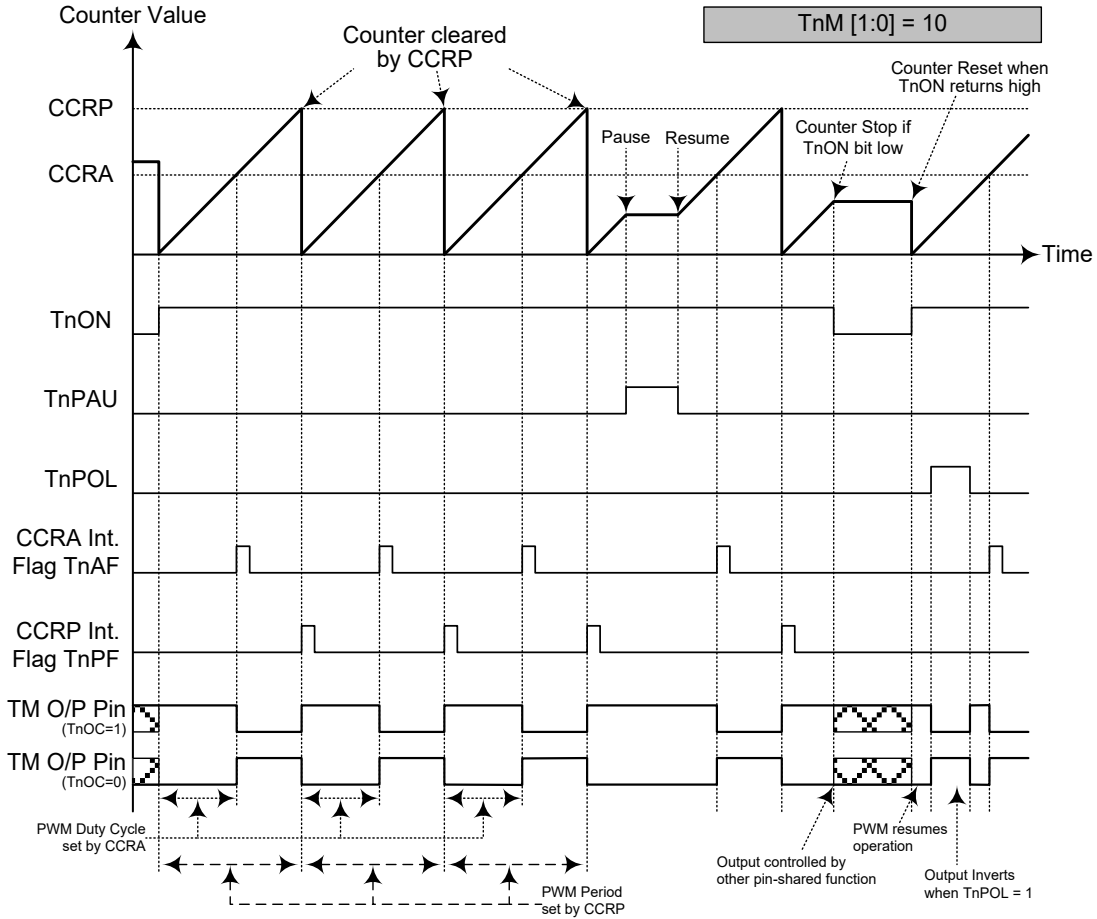 Counter Value
TnM [1:0] = 10
Counter cleared
by CCRP
Counter Reset when
TnON returns high
CCRP
Pause
Resume
Counter Stop if
TnON bit low
CCRA
Time
TnON
TnPAU
TnPOL
CCRA Int.
Flag TnAF
CCRP Int.
Flag TnPF
TM O/P Pin
(TnOC=1)
TM O/P Pin
(TnOC=0)
PWM Duty Cycle
set by CCRA
PWM Period
set by CCRP
Output controlled by
other pin-shared function
PWM resumes
operation
Output Inverts
when TnPOL = 1